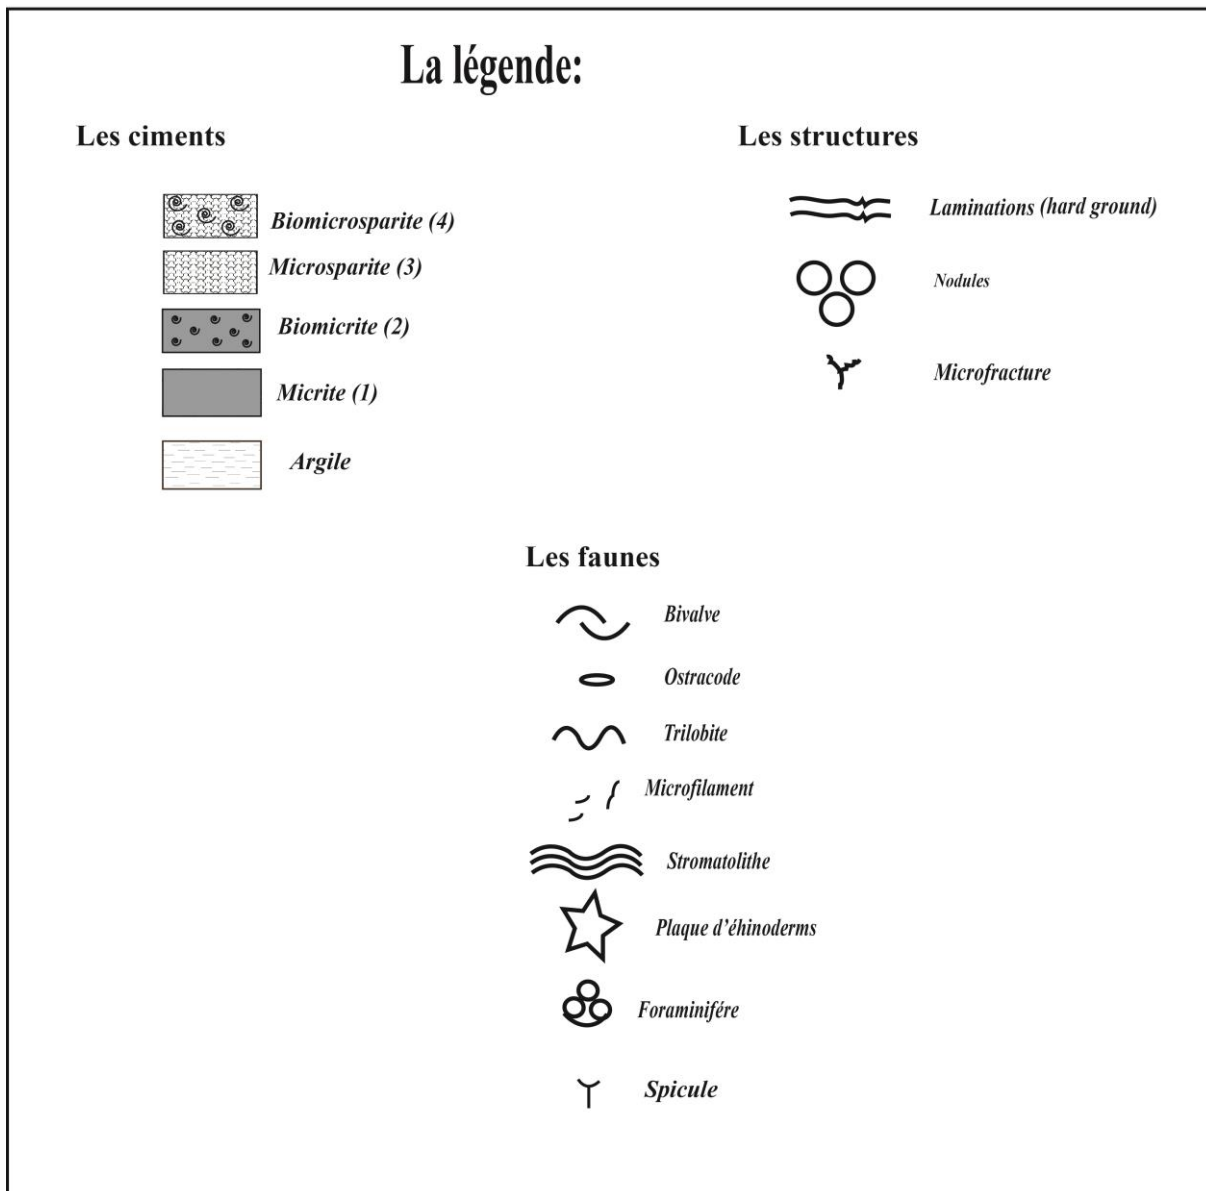 La légende:
Les ciments
Biomicrosparite (4)
Microsparite (3)
Biomicrite (2)
Micrite (1)
Argile
Les structures
Laminations (hard ground)
Nodules
Microfracture
Les faunes
Bivalve
Ostracode
Trilobite
Microfilament
Stromatolithe
Plaque d'éhinoderms
Foraminifére
Spicule